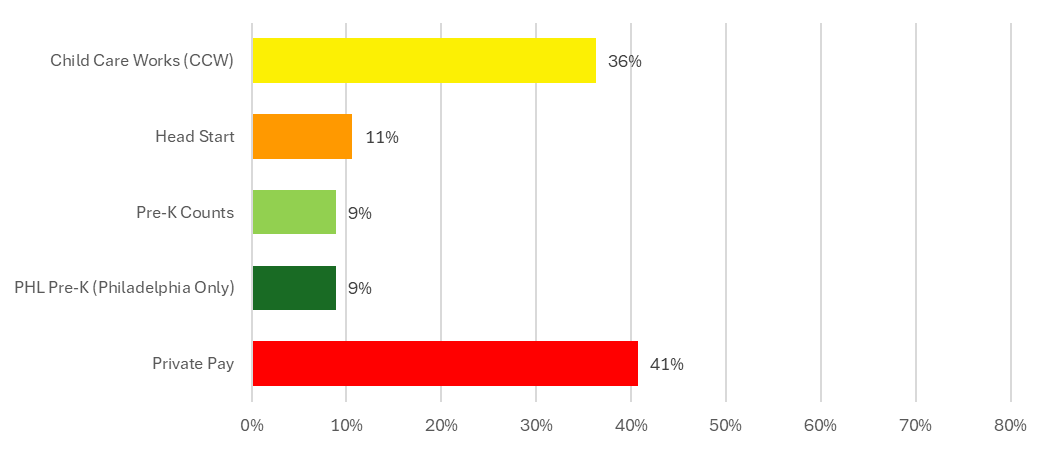 Child Care Works (CCW)
36%
Head Start
11%
Pre-K Counts
9%
PHL Pre-K (Philadelphia Only)
9%
Private Pay
41%
0% 10% 20% 30% 40% 50% 60% 70% 80%